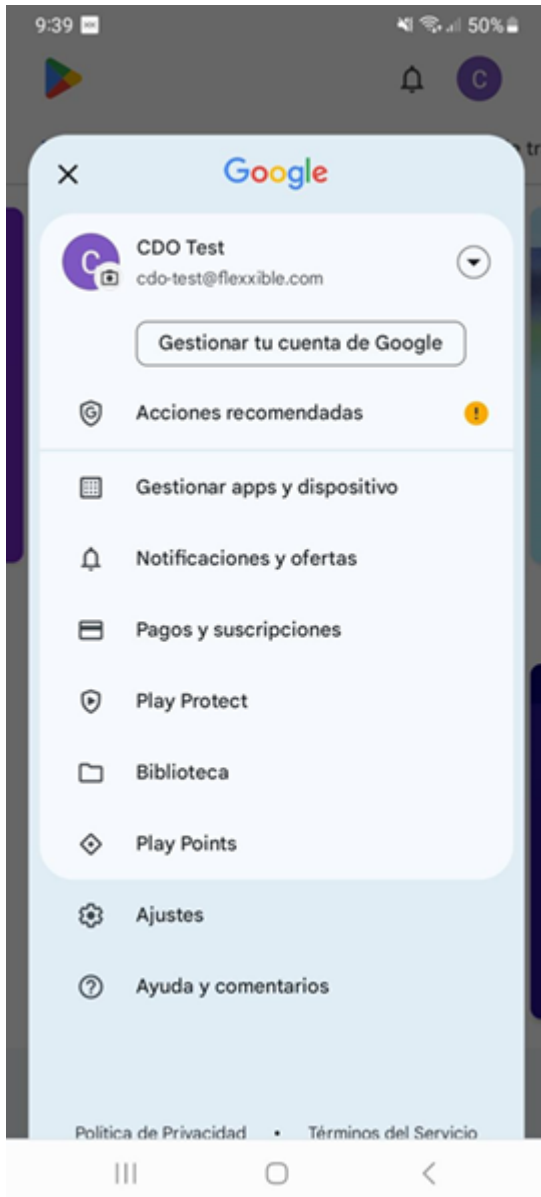 9:39
50%
C
tr
Google
C
CDO Test
cdo-test@flexxible.com
Gestionar tu cuenta de Google
Acciones recomendadas
Gestionar apps y dispositivo
Notificaciones y ofertas
Pagos y suscripciones
Play Protect
Biblioteca
Play Points
Ajustes
Ayuda y comentarios
Política de Privacidad • Términos del Servicio